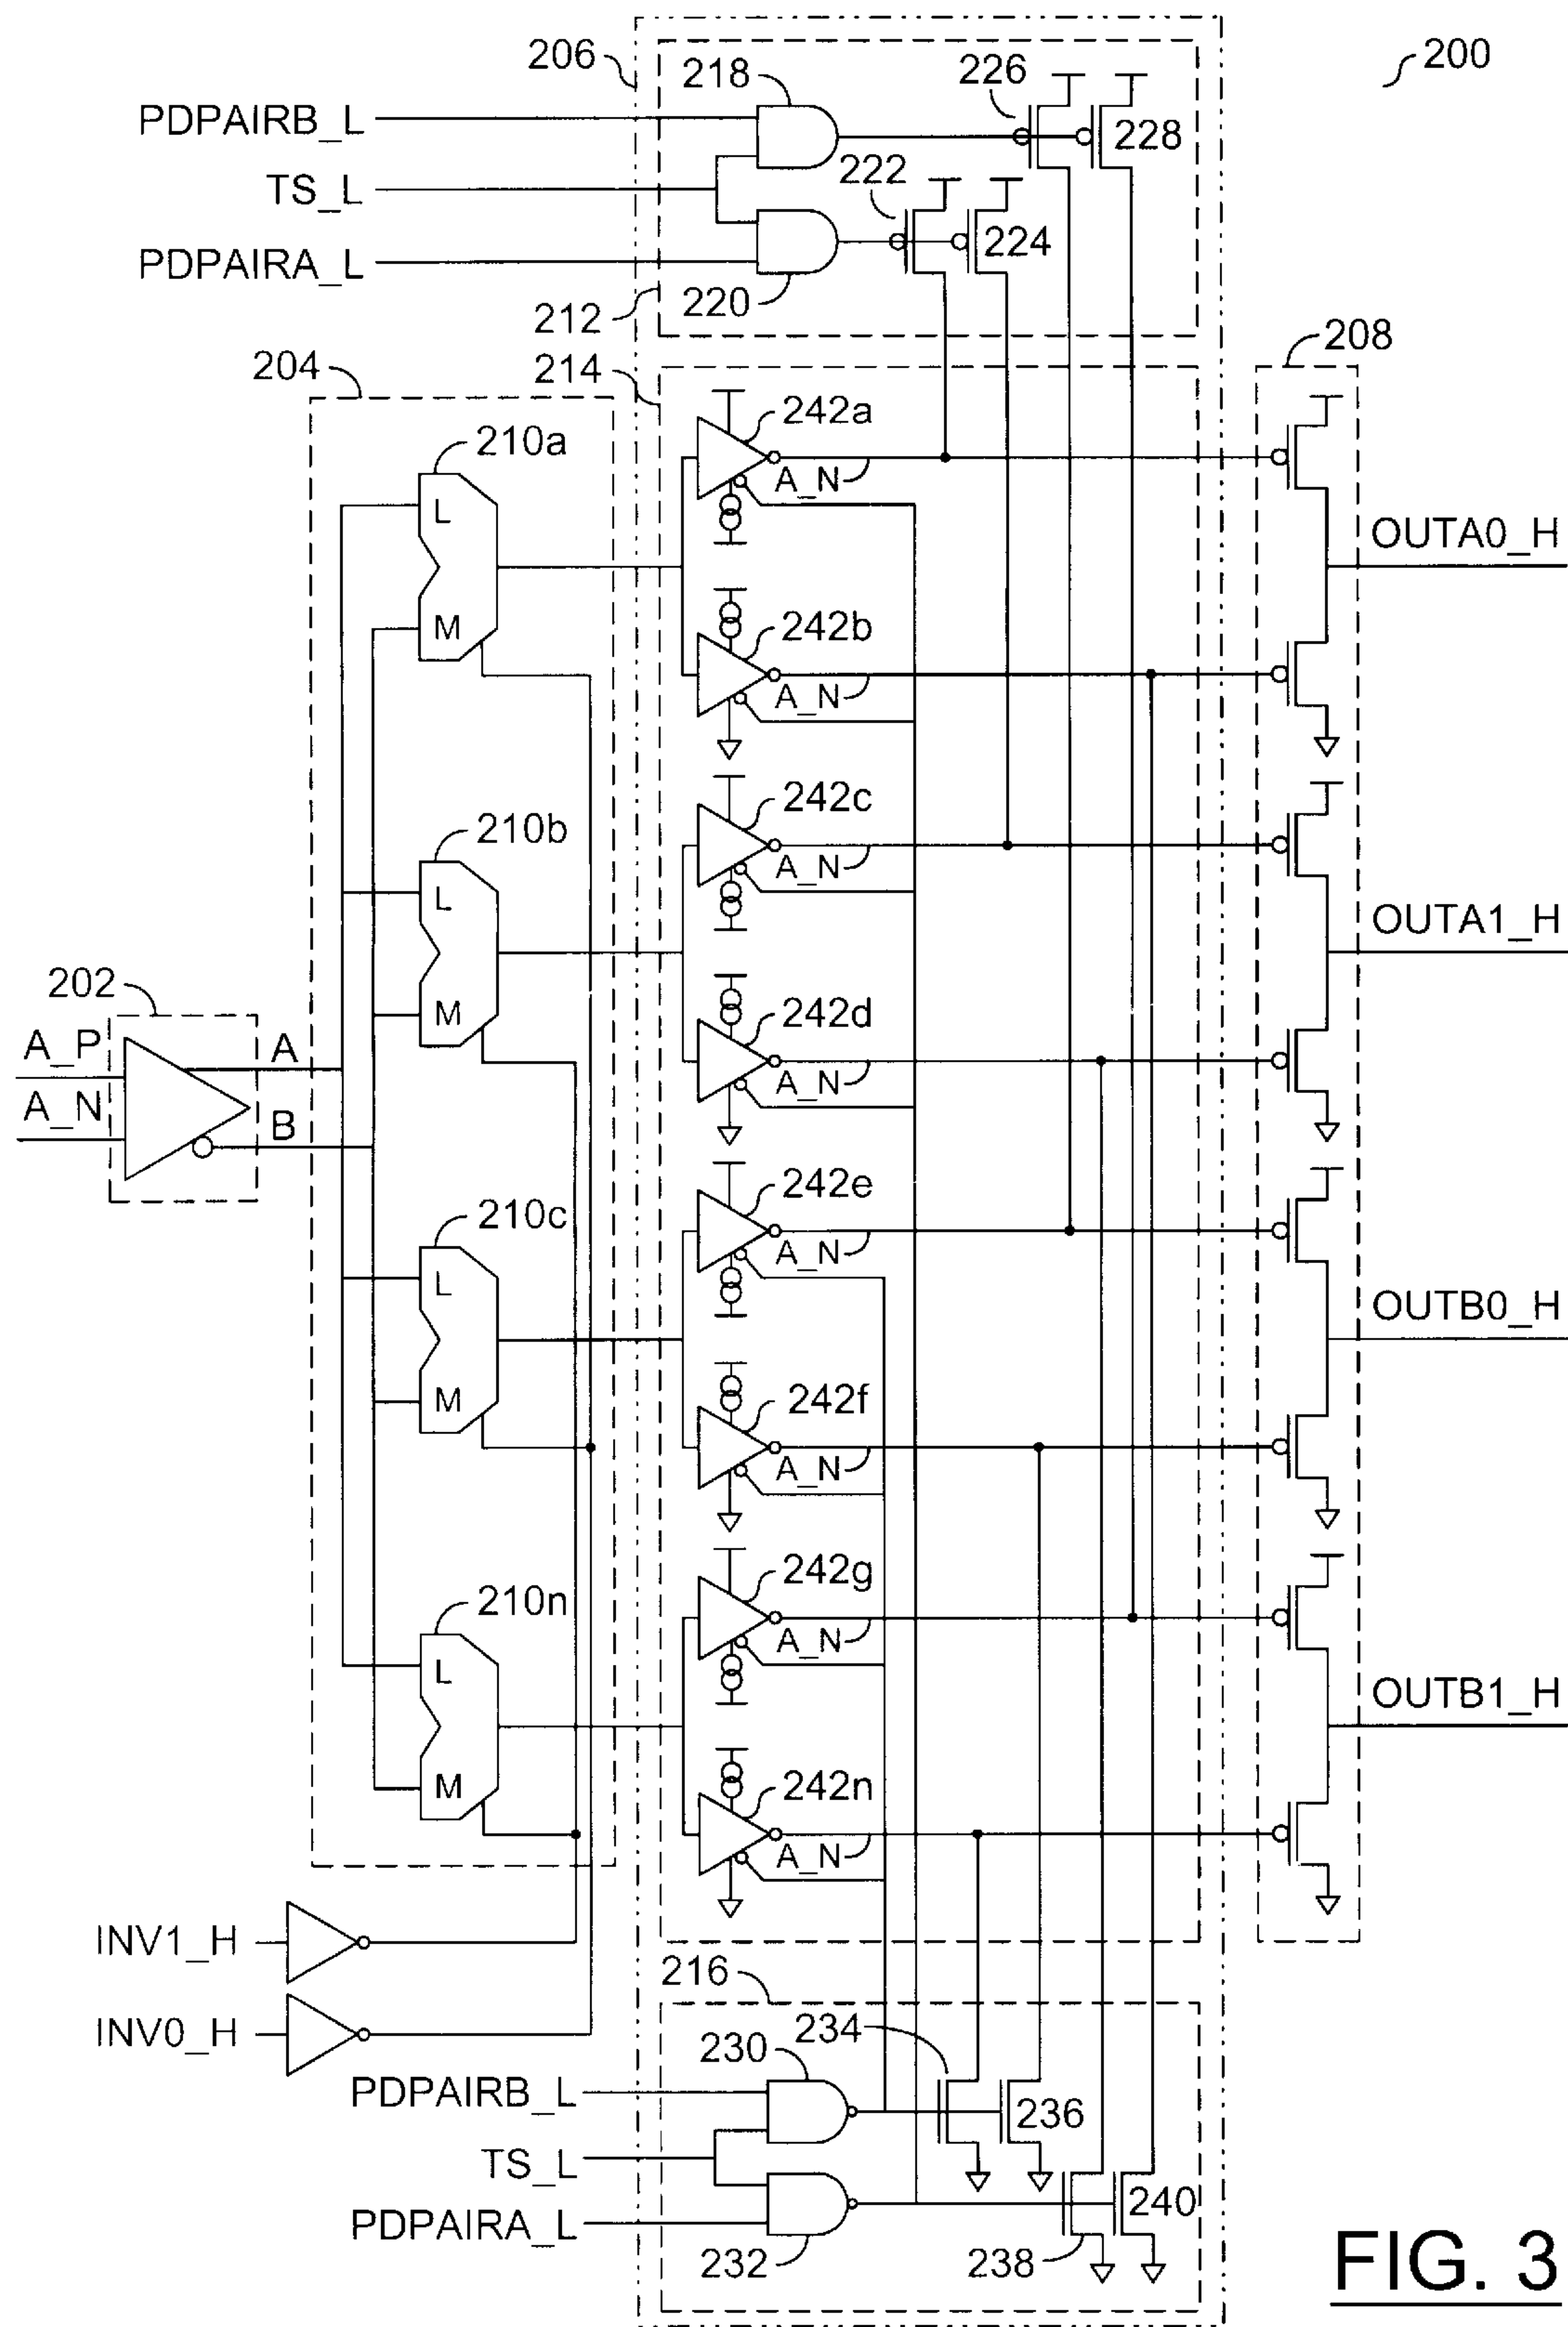 206
218
226
200
PDPAIRB_L
228
TS_L
222
224
PDPAIRA_L
220
212
208
204
214
242a
210a
A_N
L
OUTA0_H
M
242b
A_N
242c
210b
A_N
L
OUTA1_H
202
M
242d
A_P
A
A_N
A_N
B
242e
210c
A_N
L
OUTB0_H
M
242f
A_N
242g
210n
A_N
L
OUTB1_H
M
242n
A_N
INV1_H
216
INV0_H
230
234
PDPAIRB_L
236
TS_L
240
PDPAIRA_L
232
238
FIG. 3